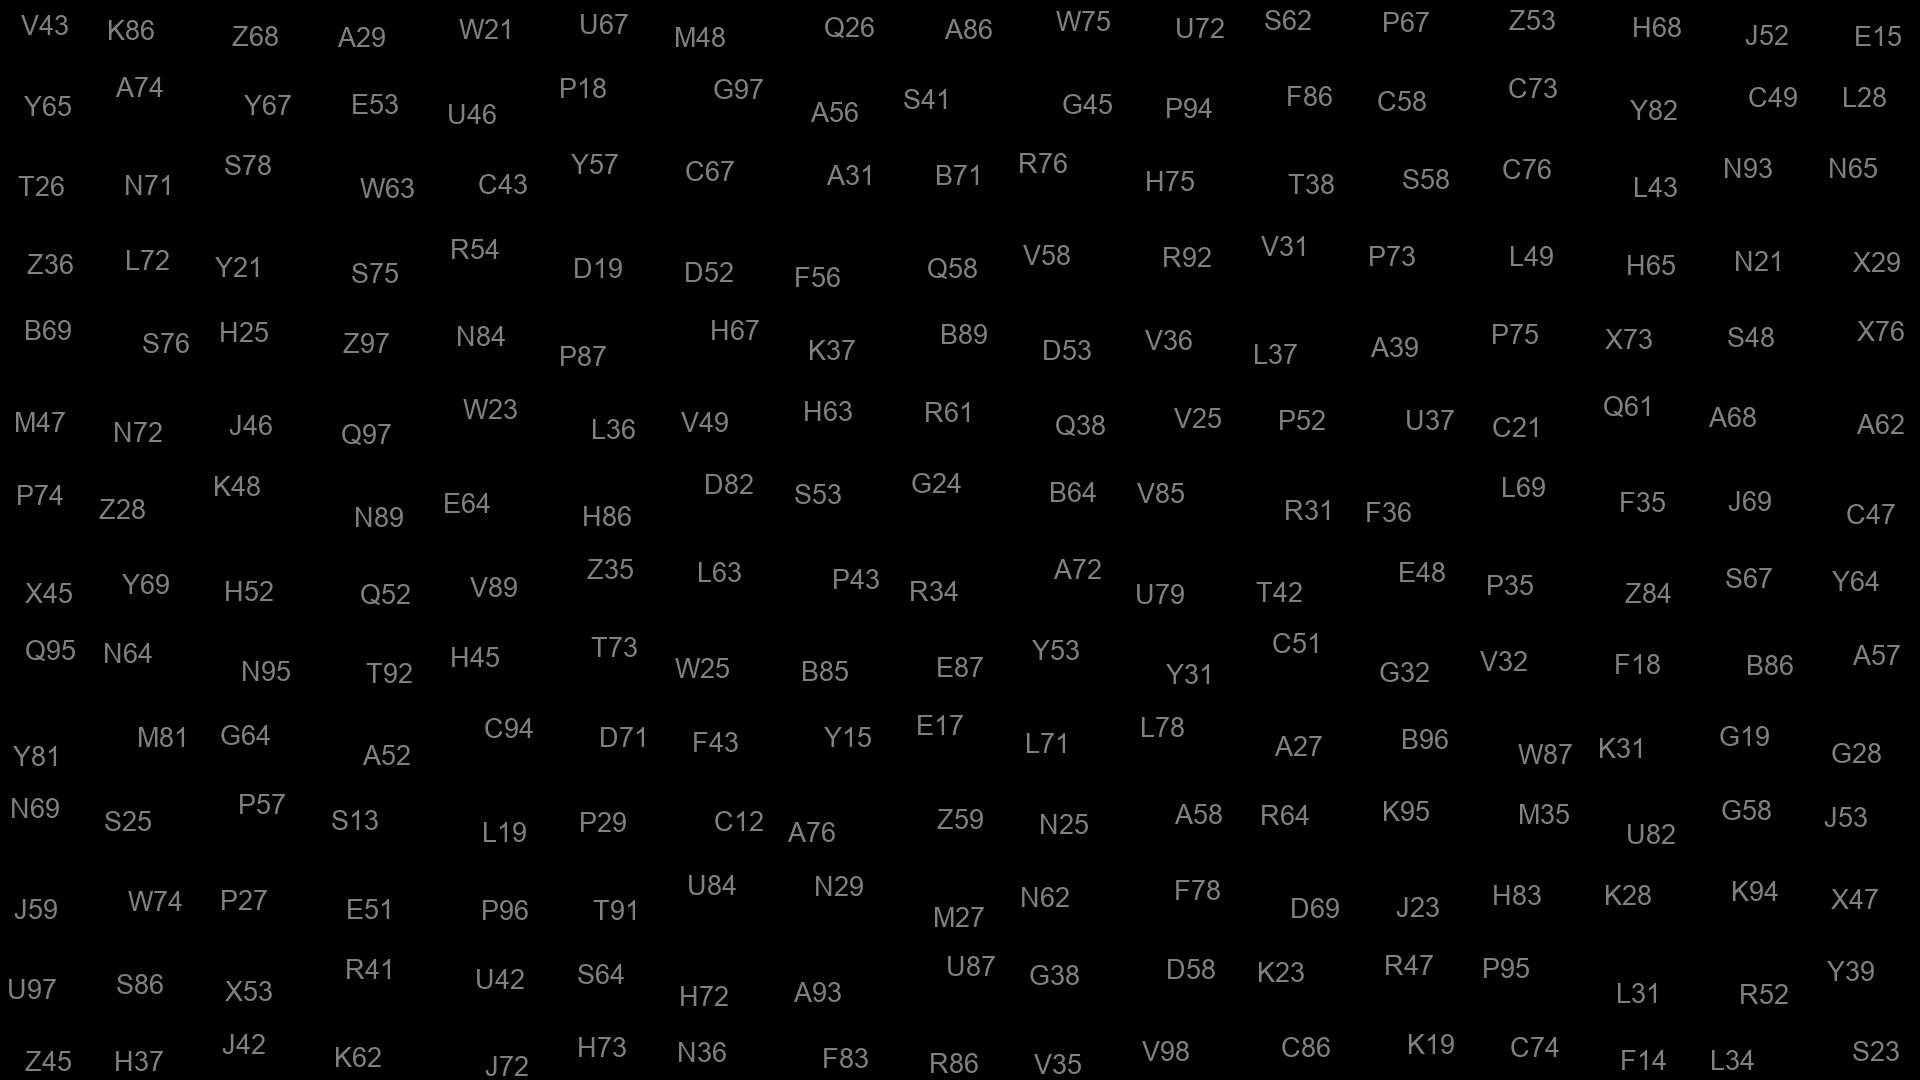 V43 K86 Z68 A29 W21 U67 M48 Q26 A86 W75 U72 S62 P67 Z53 H68 J52 E15
Y65 A74 Y67 E53 U46 P18 G97 A56 S41 G45 P94 F86 C58 C73 Y82 C49 L28
T26 N71 S78 W63 C43 Y57 C67 A31 B71 R76 H75 T38 S58 C76 L43 N93 N65
Z36 L72 Y21 S75 R54 D19 D52 F56 Q58 V58 R92 V31 P73 L49 H65 N21 X29
B69 S76 H25 Z97 N84 P87 H67 K37 B89 D53 V36 L37 A39 P75 X73 S48 X76
M47 N72 J46 Q97 W23 L36 V49 H63 R61 Q38 V25 P52 U37 C21 Q61 A68 A62
P74 Z28 K48 N89 E64 H86 D82 S53 G24 B64 V85 R31 F36 L69 F35 J69 C47
X45 Y69 H52 Q52 V89 Z35 L63 P43 R34 A72 U79 T42 E48 P35 Z84 S67 Y64
Q95 N64 N95 T92 H45 T73 W25 B85 E87 Y53 Y31 C51 G32 V32 F18 B86 A57
Y81 M81 G64 A52 C94 D71 F43 Y15 E17 L71 L78 A27 B96 W87 K31 G19 G28
N69 S25 P57 S13 L19 P29 C12 A76 Z59 N25 A58 R64 K95 M35 U82 G58 J53
J59 W74 P27 E51 P96 T91 U84 N29 M27 N62 F78 D69 J23 H83 K28 K94 X47
U97 S86 X53 R41 U42 S64 H72 A93 U87 G38 D58 K23 R47 P95 L31 R52 Y39
Z45 H37 J42 K62 J72 H73 N36 F83 R86 V35 V98 C86 K19 C74 F14 L34 S23